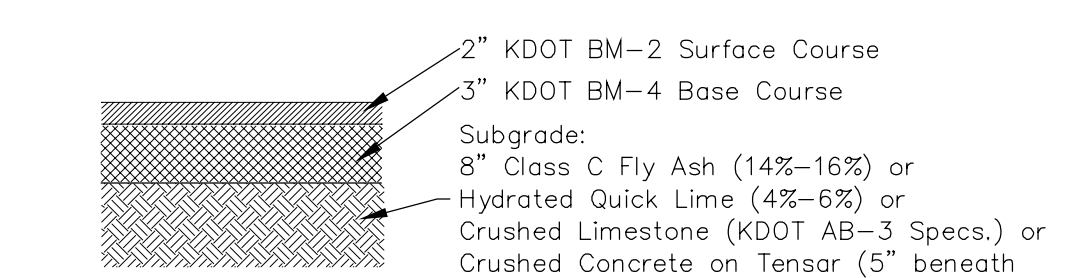 2" KDOT BM-2 Surface Course
3" KDOT BM-4 Base Course
Subgrade:
8" Class C Fly Ash (14%-16%) or
Hydrated Quick Lime (4%-6%) or
Crushed Limestone (KDOT AB-3 Specs.) or
Crushed Concrete on Tensar (5" beneath